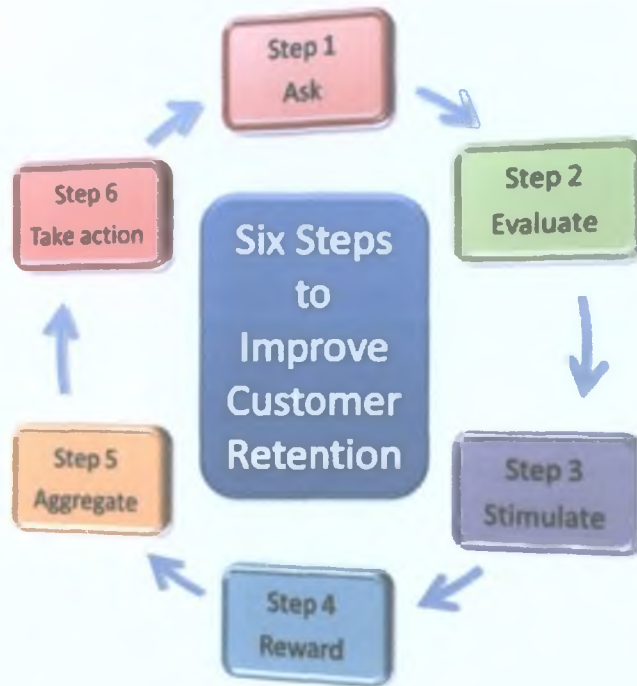 Step 1
Ask
Step 2
Evaluate
Step 3
Stimulate
Step 4
Reward
Step 5
Aggregate
Step 6
Take action
Six Steps
to
Improve
Customer
Retention